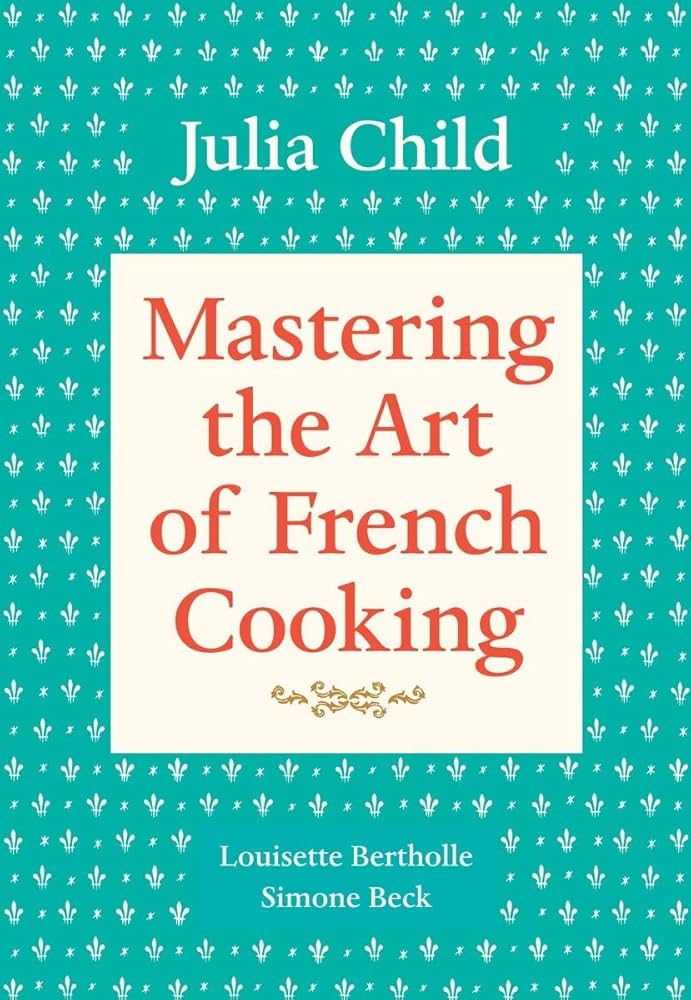 Julia Child
Mastering
the Art
of French
Cooking
Louisette Bertholle
Simone Beck